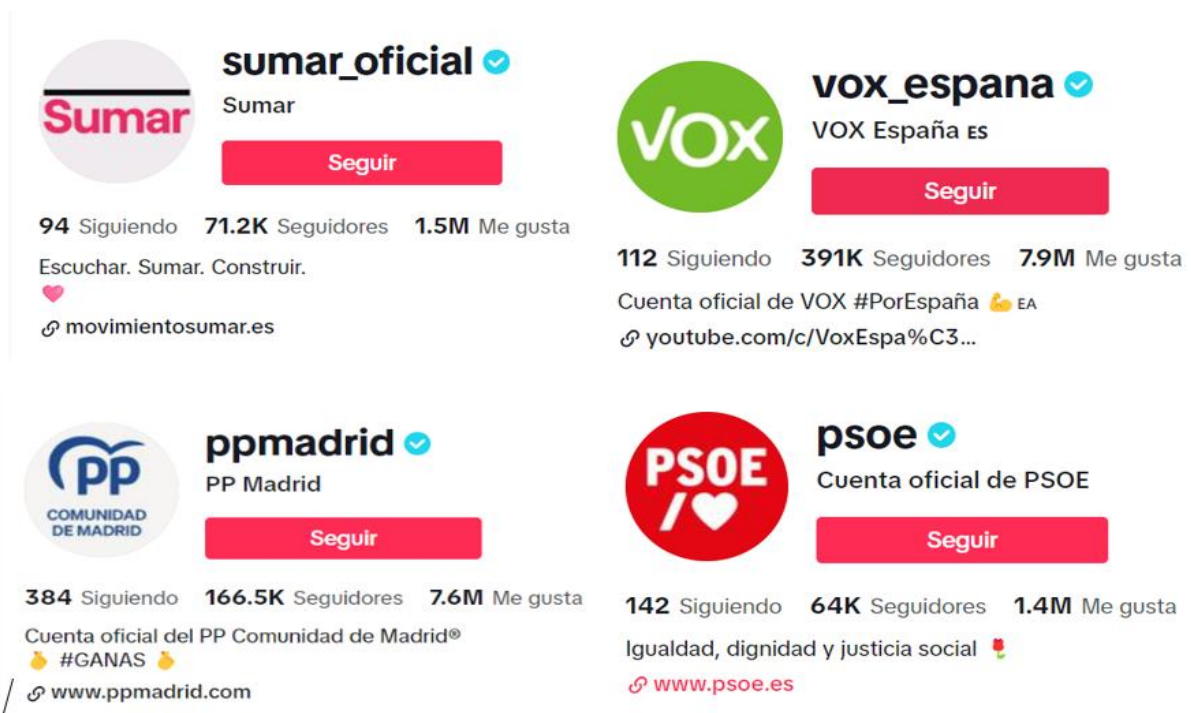 Sumar
sumar_oficial
Sumar
Seguir
94 Siguiendo 71.2K Seguidores 1.5M Me gusta
Escuchar. Sumar. Construir.
movimientosumar.es
VOX
vox_espana
VOX España ES
Seguir
112 Siguiendo 391K Seguidores 7.9M Me gusta
Cuenta oficial de VOX #PorEspaña 💪 EA
youtube.com/c/VoxEspa%C3...
PP
COMUNIDAD
DE MADRID
ppmadrid
PP Madrid
Seguir
384 Siguiendo 166.5K Seguidores 7.6M Me gusta
Cuenta oficial del PP Comunidad de Madrid®
#GANAS
www.ppmadrid.com
PSOE
psoe
Cuenta oficial de PSOE
Seguir
142 Siguiendo 64K Seguidores 1.4M Me gusta
Igualdad, dignidad y justicia social 🌷
www.psoe.es